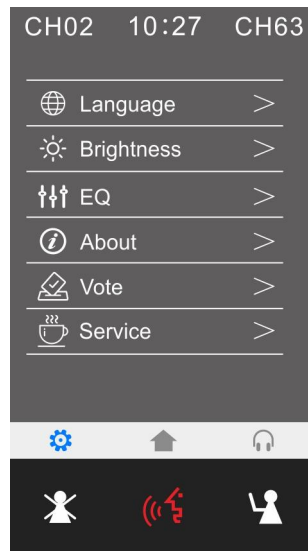 CH02 10:27 CH63
Language >
Brightness >
EQ >
About >
Vote >
Service >